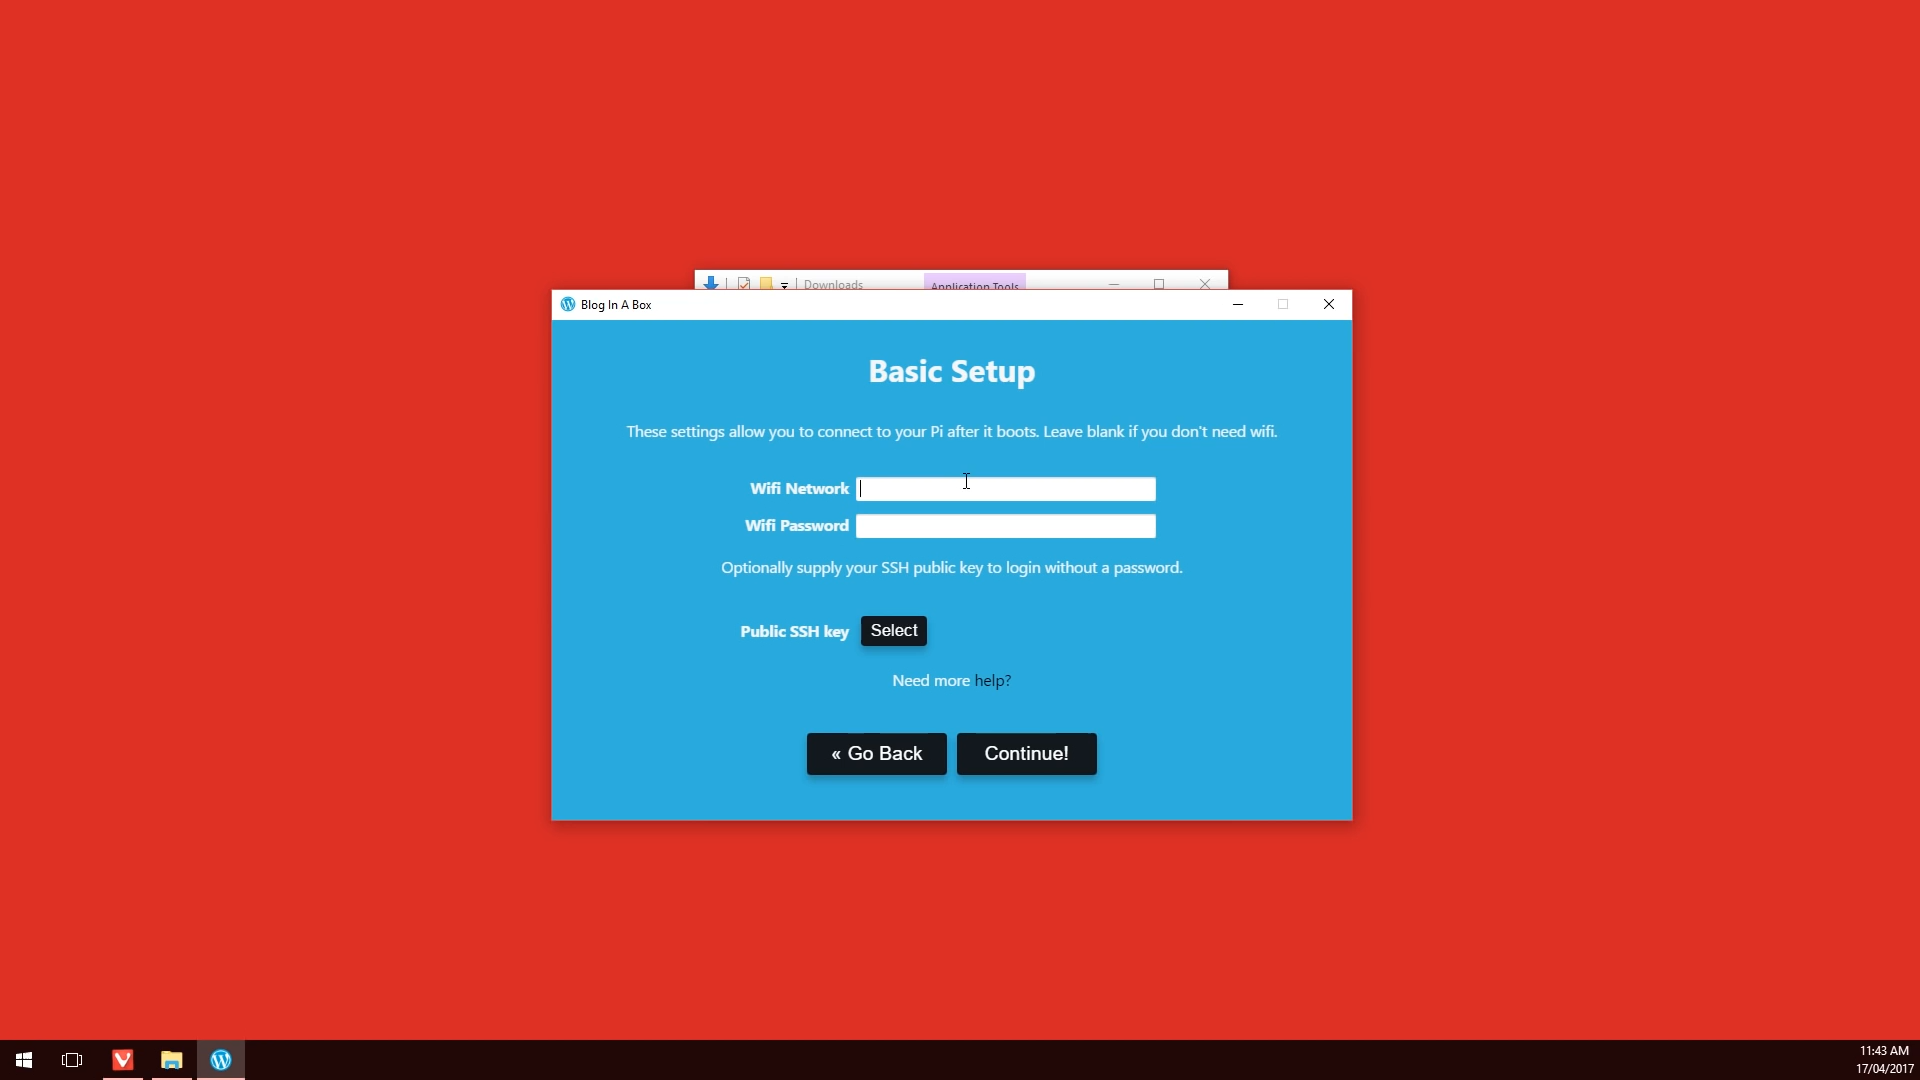 Downloads
Application Tools
Blog In A Box
Basic Setup
These settings allow you to connect to your Pi after it boots. Leave blank if you don't need wifi.
Wifi Network
Wifi Password
Optionally supply your SSH public key to login without a password.
Public SSH key
Select
Need more help?
« Go Back
Continue!
11:43 AM
17/04/2017